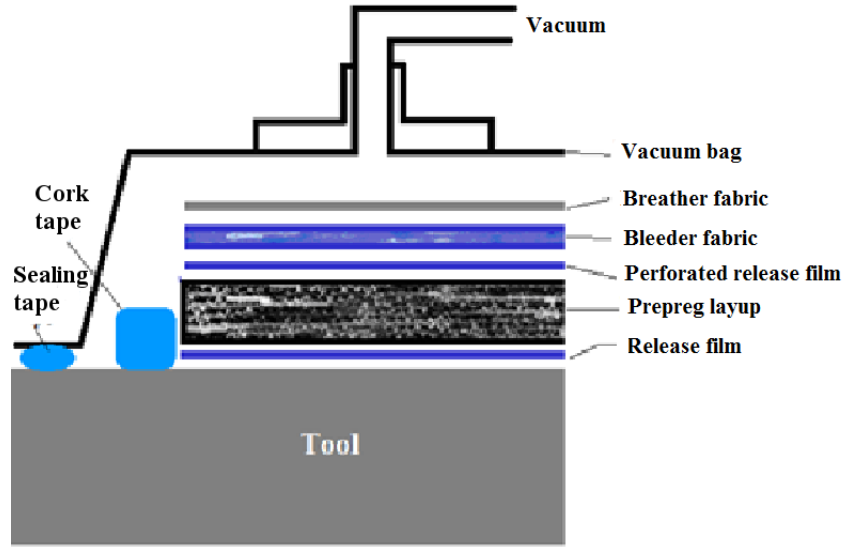 Vacuum
Vacuum bag
Cork
tape
Breather fabric
Bleeder fabric
Sealing
tape
Perforated release film
Prepreg layup
Release film
Tool